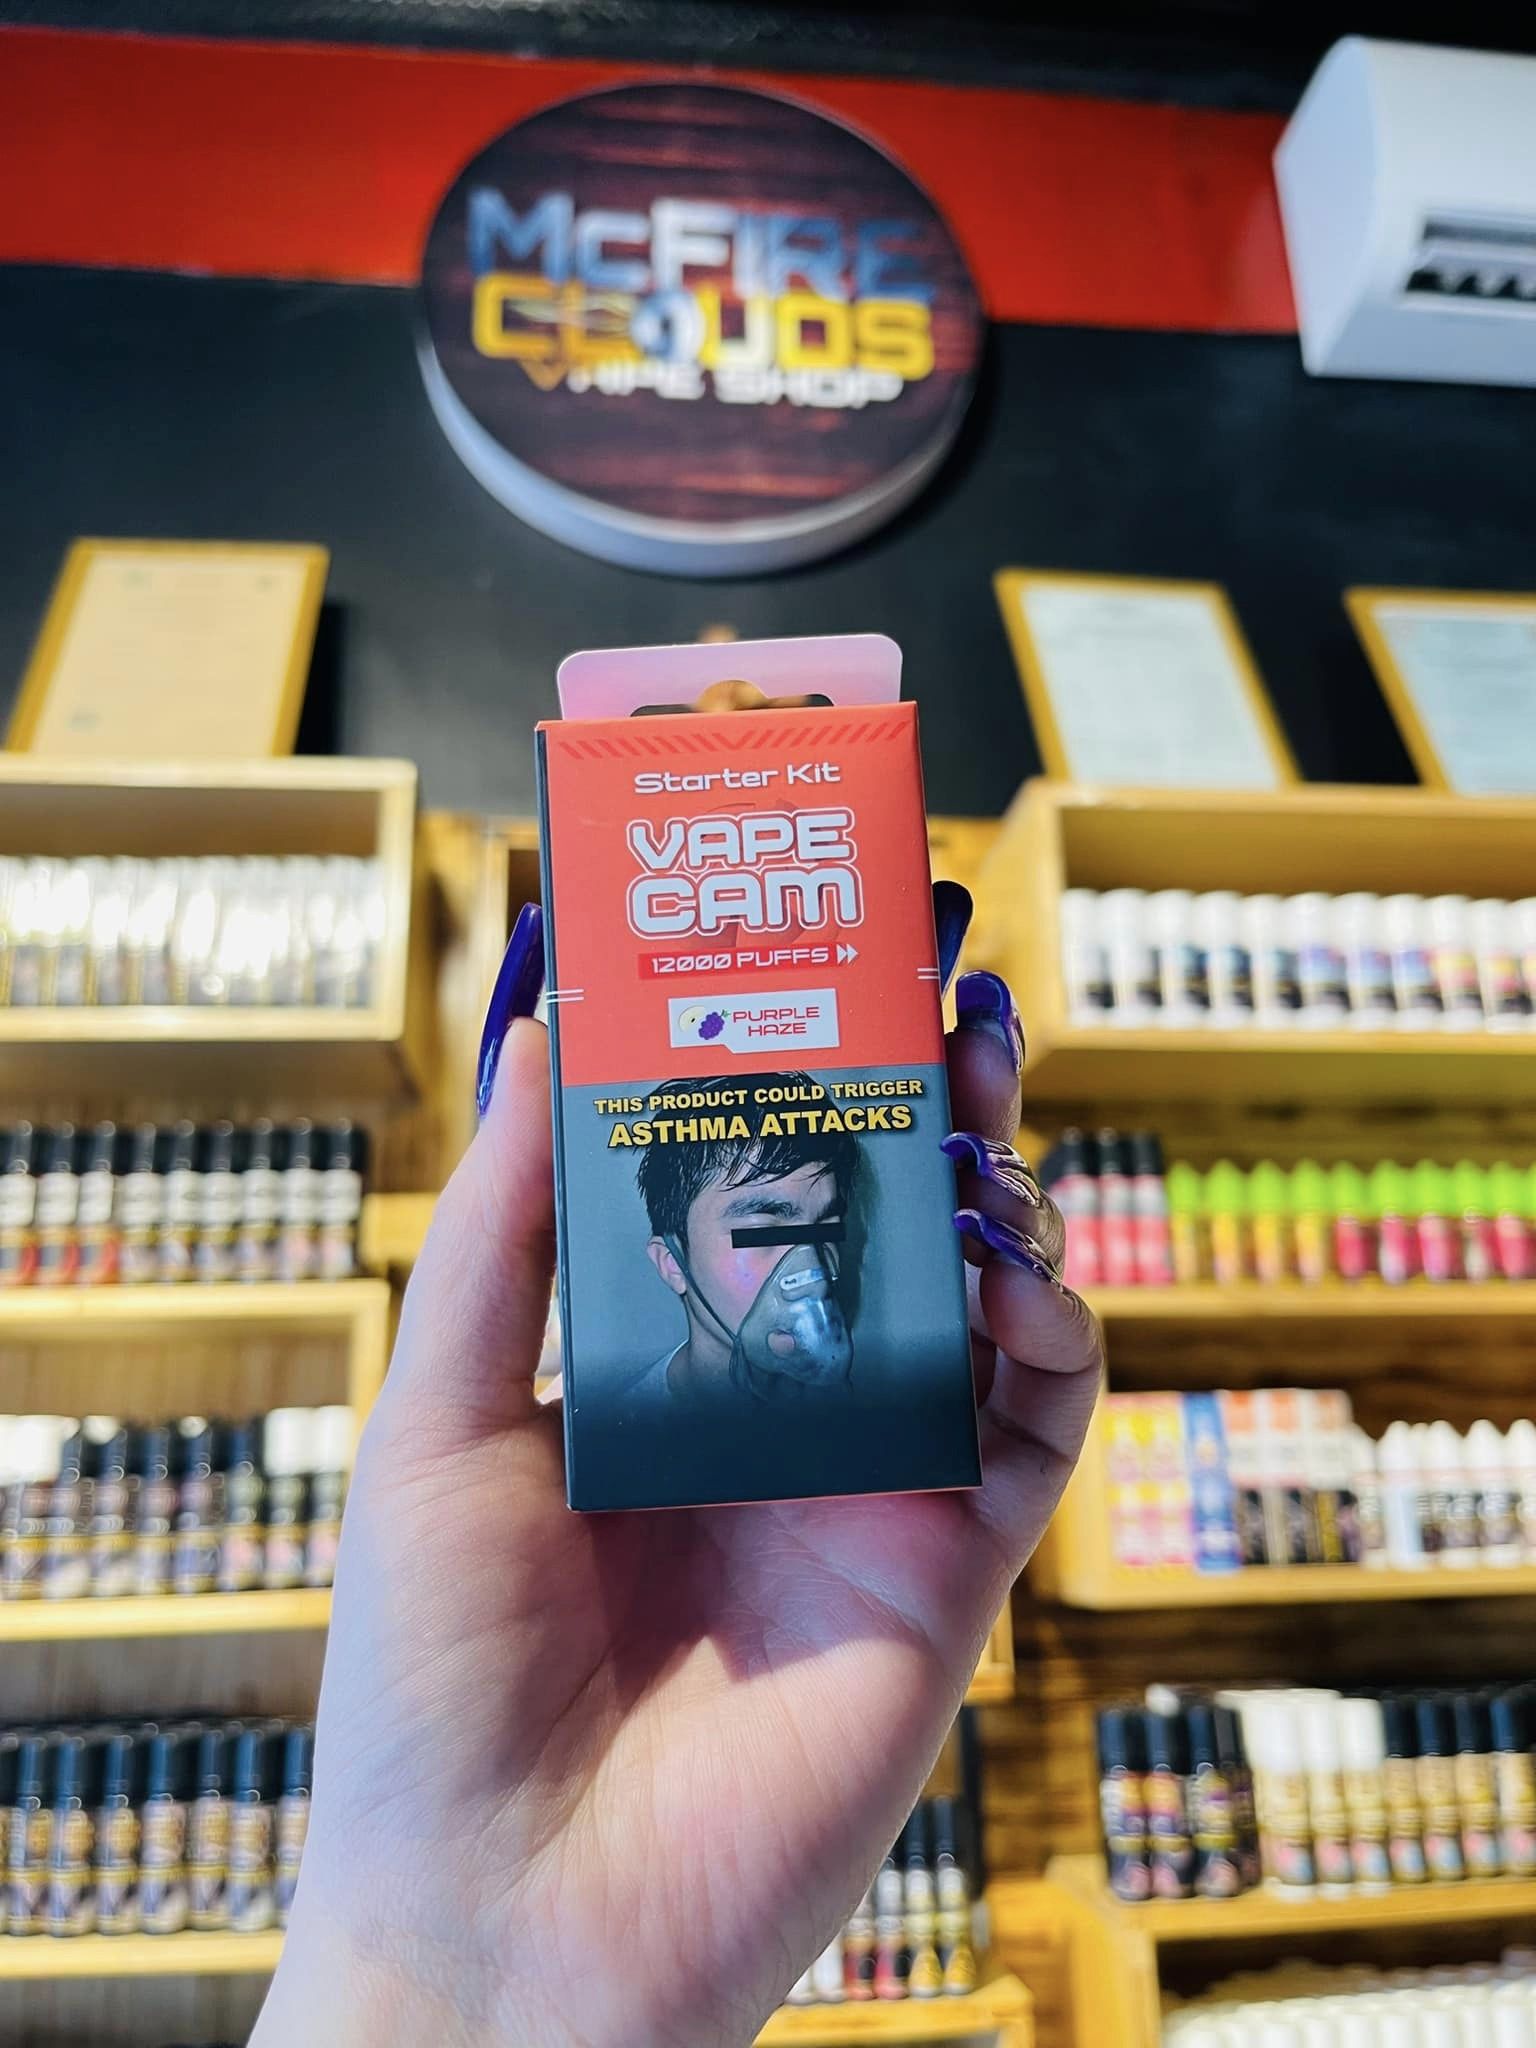 McFIRE
CLOUDS
VAPE SHOP
Starter Kit
VAPE
CAM
12000 PUFFS
PURPLE
HAZE
THIS PRODUCT COULD TRIGGER
ASTHMA ATTACKS